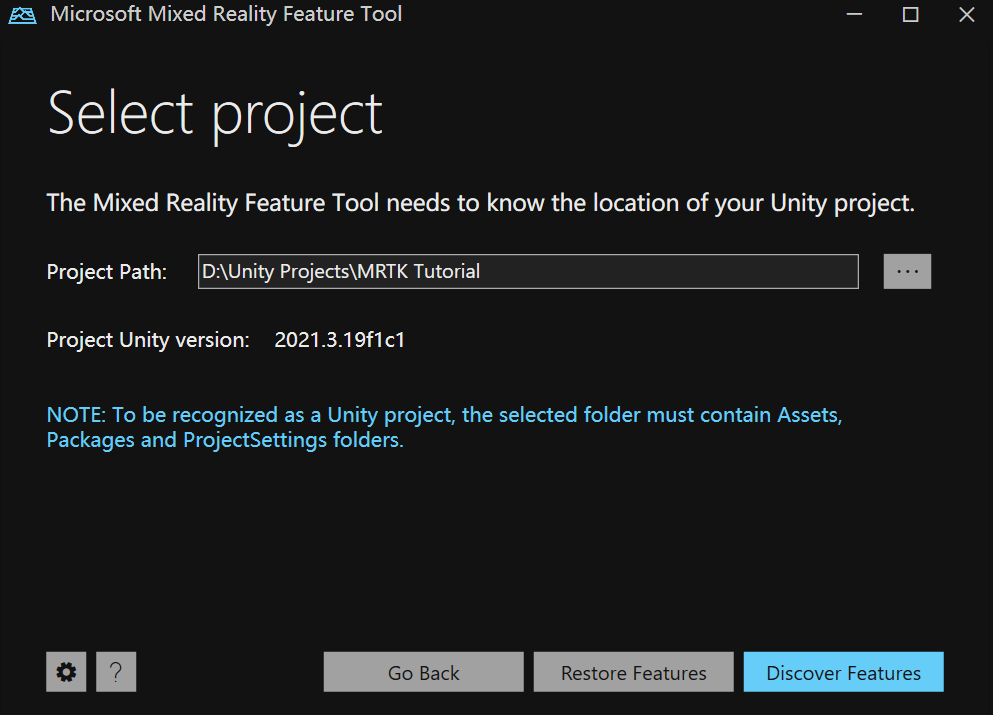 Microsoft Mixed Reality Feature Tool
Select project
The Mixed Reality Feature Tool needs to know the location of your Unity project.
Project Path: D:\Unity Projects\MRTK Tutorial ...
Project Unity version: 2021.3.19f1c1
NOTE: To be recognized as a Unity project, the selected folder must contain Assets,
Packages and ProjectSettings folders.
? Go Back Restore Features Discover Features